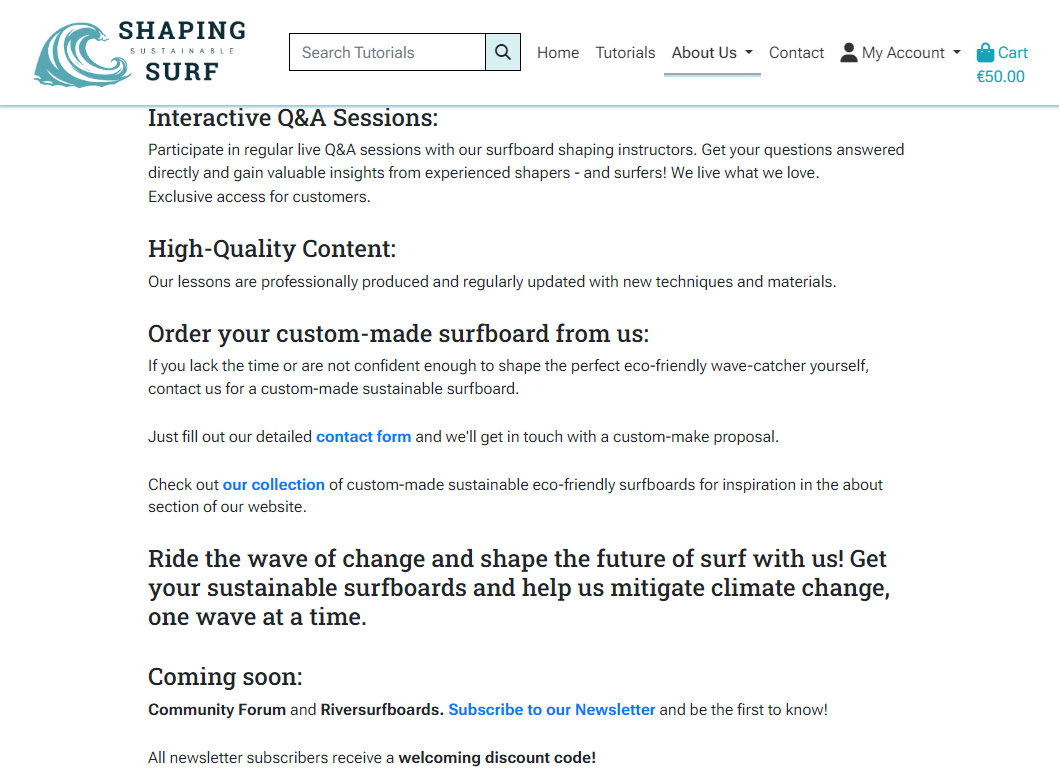 SHAPING
SUSTAINABLE
SURF
Search Tutorials
Home Tutorials About Us Contact My Account Cart
€50.00
Interactive Q&A Sessions:
Participate in regular live Q&A sessions with our surfboard shaping instructors. Get your questions answered
directly and gain valuable insights from experienced shapers - and surfers! We live what we love.
Exclusive access for customers.
High-Quality Content:
Our lessons are professionally produced and regularly updated with new techniques and materials.
Order your custom-made surfboard from us:
If you lack the time or are not confident enough to shape the perfect eco-friendly wave-catcher yourself,
contact us for a custom-made sustainable surfboard.
Just fill out our detailed contact form and we'll get in touch with a custom-make proposal.
Check out our collection of custom-made sustainable eco-friendly surfboards for inspiration in the about
section of our website.
Ride the wave of change and shape the future of surf with us! Get
your sustainable surfboards and help us mitigate climate change,
one wave at a time.
Coming soon:
Community Forum and Riversurfboards. Subscribe to our Newsletter and be the first to know!
All newsletter subscribers receive a welcoming discount code!